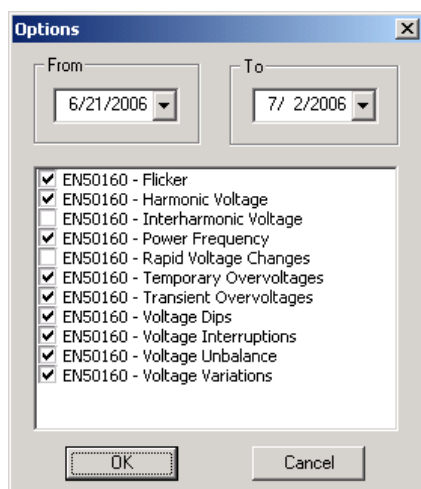 Options
From
To
6/21/2006
7/ 2/2006
EN50160 - Flicker
EN50160 - Harmonic Voltage
EN50160 - Interharmonic Voltage
EN50160 - Power Frequency
EN50160 - Rapid Voltage Changes
EN50160 - Temporary Overvoltages
EN50160 - Transient Overvoltages
EN50160 - Voltage Dips
EN50160 - Voltage Interruptions
EN50160 - Voltage Unbalance
EN50160 - Voltage Variations
OK
Cancel